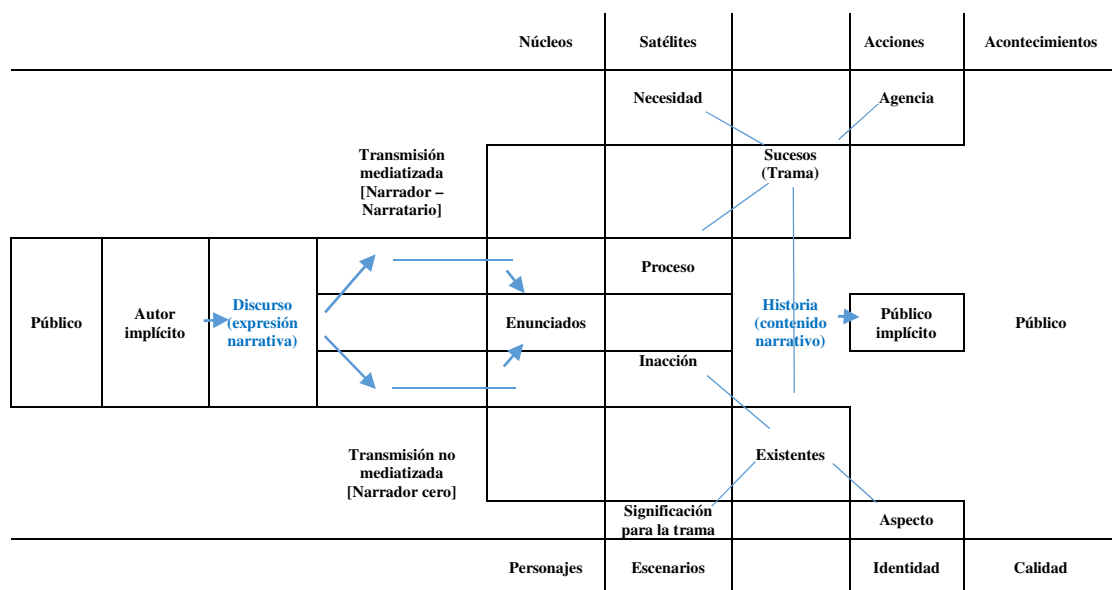 Núcleos Satélites Acciones Acontecimientos
Necesidad Agencia
Transmisión
mediatizada
[Narrador –
Narratario]
Sucesos
(Trama)
Proceso
Público
Autor
implícito
Discurso
(expresión
narrativa)
Enunciados
Historia
(contenido
narrativo)
Público
implícito
Público
Inacción
Transmisión no
mediatizada
[Narrador cero]
Existentes
Significación
para la trama
Aspecto
Personajes Escenarios Identidad Calidad